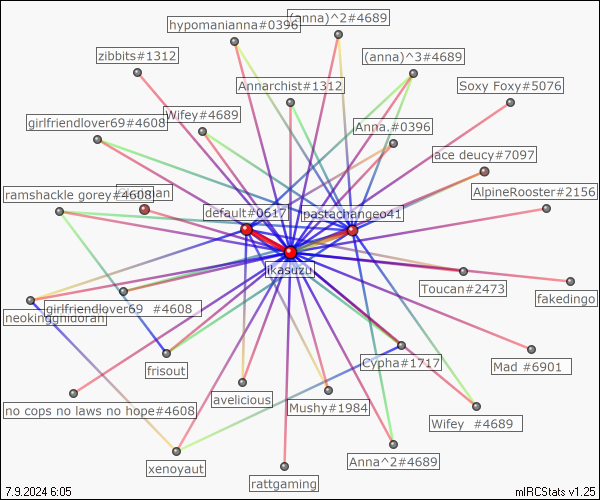 (anna)^2#4689
hypomanianna#0396
zibbits#1312
(anna)^3#4689
Annarchist#1312
Soxy Foxy#5076
Wifey#4689
girlfriendlover69#4608
Anna.#0396
ace deucy#7097
ramshackle gorey#4608
AlpineRooster#2156
default#0617
pastachangeo41
ikasuzu
Toucan#2473
fakedingo
girlfriendlover69 #4608
neokingghidorah
frisout
Cypha#1717
Mad #6901
avelicious
Mushy#1984
no cops no laws no hope#4608
Wifey #4689
xenoyaut
Anna^2#4689
rattgaming
7.9.2024 6:05
mIRCStats v1.25